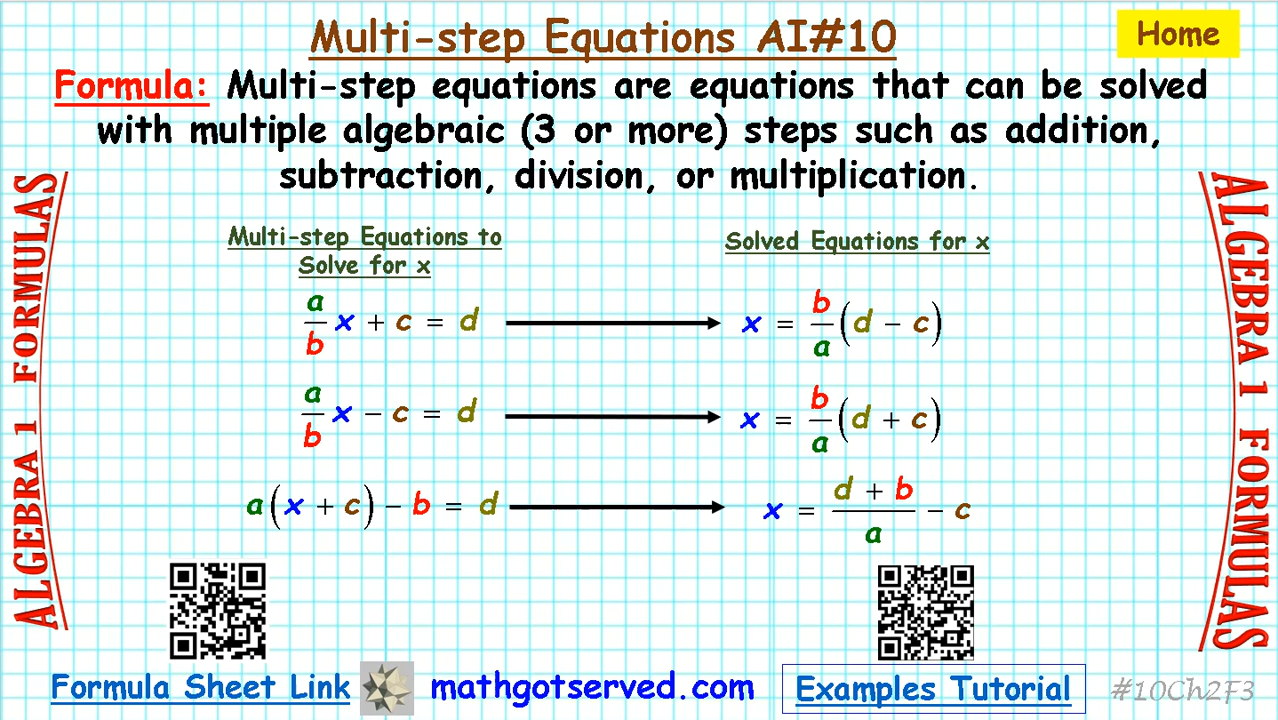 Multi-step Equations AI#10
Home
Formula: Multi-step equations are equations that can be solved
with multiple algebraic (3 or more) steps such as addition,
subtraction, division, or multiplication.
ALGEBRA 1 FORMULAS
Multi-step Equations to
Solve for x
Solved Equations for x
a/b x + c = d
x = b/a (d − c)
a/b x − c = d
x = b/a (d + c)
a(x + c) − b = d
x = (d + b)/a − c
ALGEBRA 1 FORMULAS
Formula Sheet Link
mathgotserved.com
Examples Tutorial
#10Ch2F3